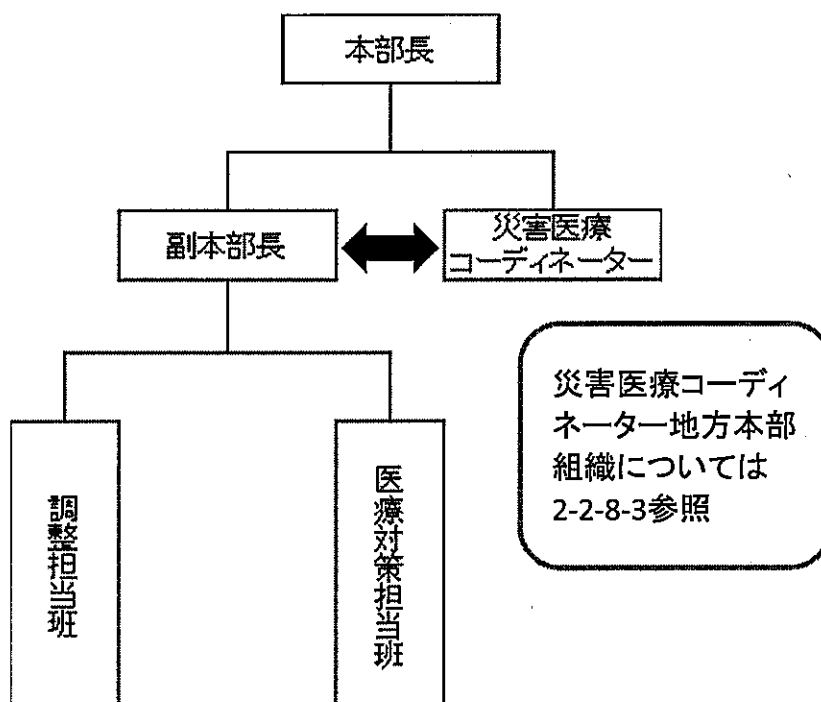 本部長
副本部長
災害医療
コーディネーター
災害医療コーディ
ネーター地方本部
組織については
2-2-8-3参照
調整担当班
医療対策担当班